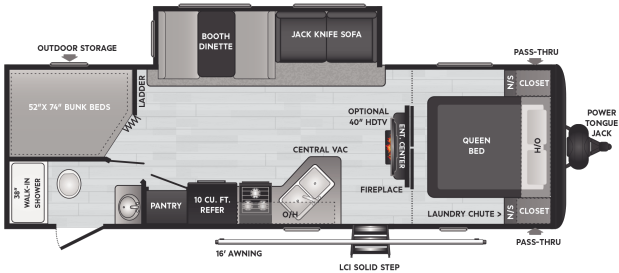 OUTDOOR STORAGE
BOOTH
DINETTE
JACK KNIFE SOFA
PASS-THRU
LADDER
N/S
CLOSET
52"X 74" BUNK BEDS
OPTIONAL
40" HDTV
ENT. CENTER
QUEEN
BED
H/O
POWER
TONGUE
JACK
CENTRAL VAC
FIREPLACE
38"
WALK-IN
SHOWER
PANTRY
10 CU. FT.
REFER
O/H
LAUNDRY CHUTE >
N/S
CLOSET
PASS-THRU
16' AWNING
LCI SOLID STEP